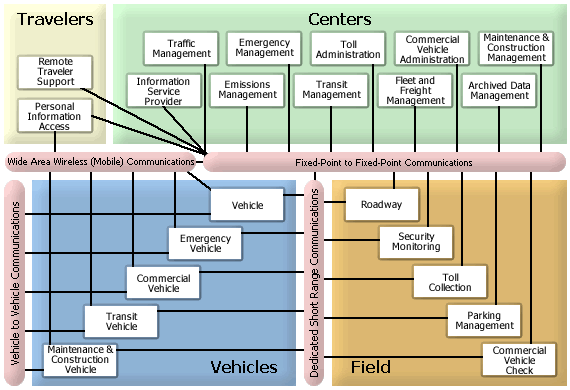 Travelers
Centers
Remote
Traveler
Support
Personal
Information
Access
Traffic
Management
Emergency
Management
Toll
Administration
Commercial
Vehicle
Administration
Maintenance &
Construction
Management
Information
Service
Provider
Emissions
Management
Transit
Management
Fleet and
Freight
Management
Archived Data
Management
Wide Area Wireless (Mobile) Communications
Fixed-Point to Fixed-Point Communications
Vehicle to Vehicle Communications
Vehicle
Emergency
Vehicle
Commercial
Vehicle
Transit
Vehicle
Maintenance &
Construction
Vehicle
Vehicles
Dedicated Short Range Communications
Roadway
Security
Monitoring
Toll
Collection
Parking
Management
Commercial
Vehicle
Check
Field